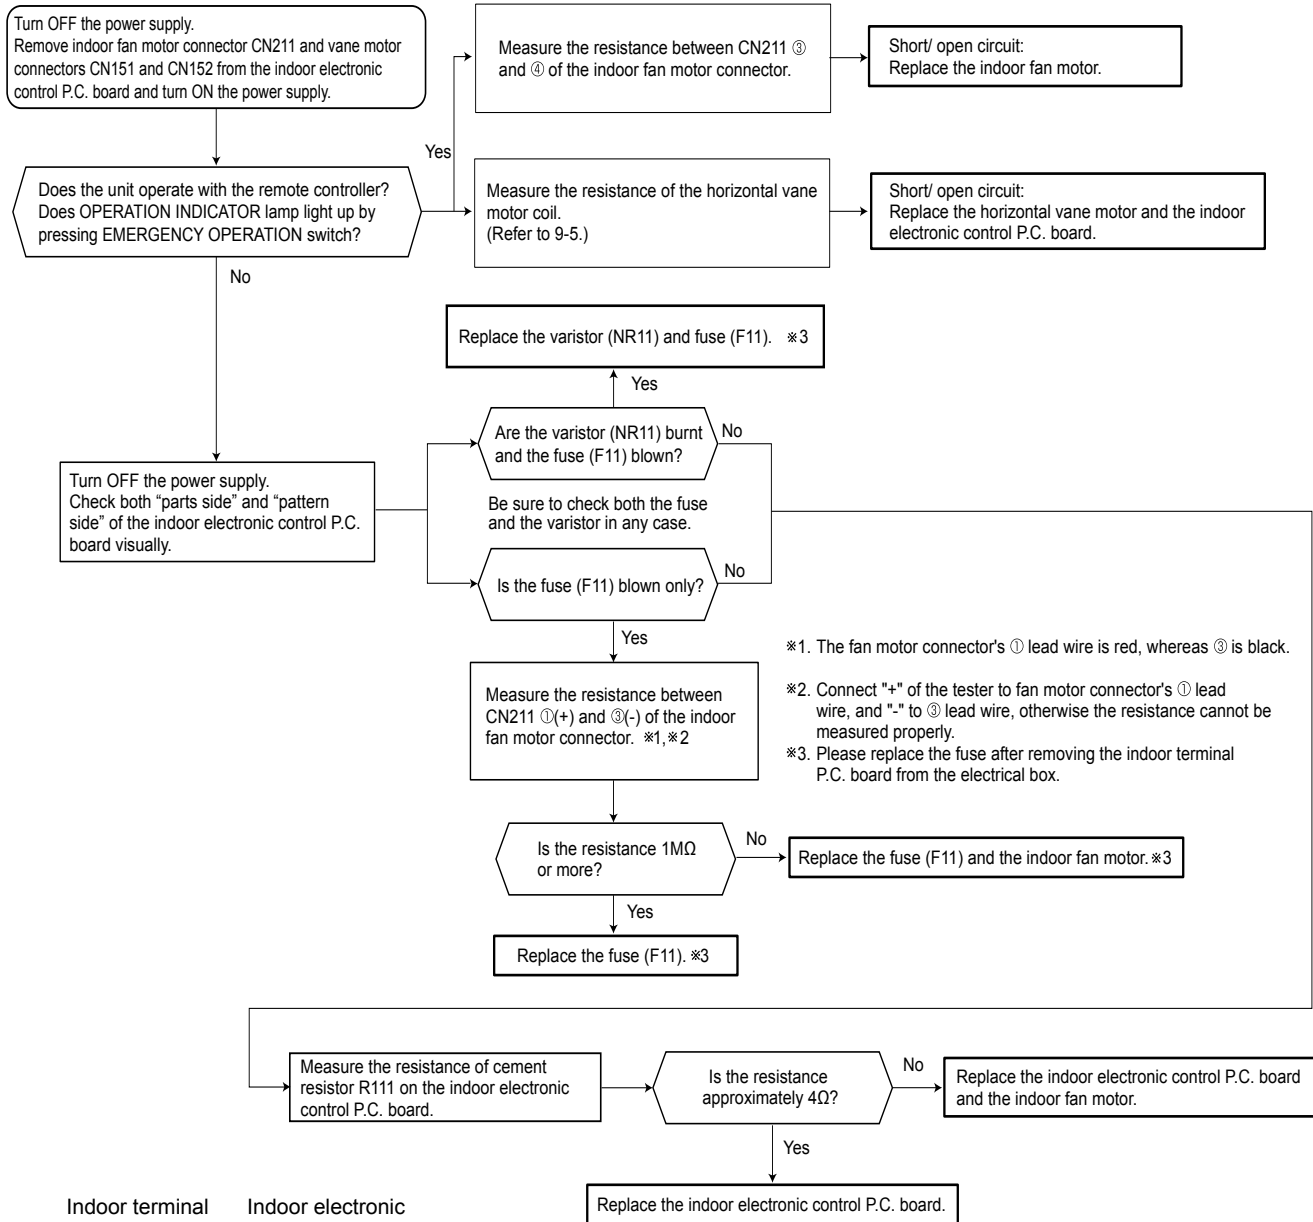 Turn OFF the power supply.
Remove indoor fan motor connector CN211 and vane motor
connectors CN151 and CN152 from the indoor electronic
control P.C. board and turn ON the power supply.
Measure the resistance between CN211 ③
and ④ of the indoor fan motor connector.
Short/ open circuit:
Replace the indoor fan motor.
Yes
Does the unit operate with the remote controller?
Does OPERATION INDICATOR lamp light up by
pressing EMERGENCY OPERATION switch?
Measure the resistance of the horizontal vane
motor coil.
(Refer to 9-5.)
Short/ open circuit:
Replace the horizontal vane motor and the indoor
electronic control P.C. board.
No
Replace the varistor (NR11) and fuse (F11). ※3
Yes
Are the varistor (NR11) burnt
and the fuse (F11) blown?
No
Turn OFF the power supply.
Check both “parts side” and “pattern
side” of the indoor electronic control P.C.
board visually.
Be sure to check both the fuse
and the varistor in any case.
Is the fuse (F11) blown only?
No
Yes
Measure the resistance between
CN211 ①(+) and ③(-) of the indoor
fan motor connector. ※1,※2
※1. The fan motor connector's ① lead wire is red, whereas ③ is black.
※2. Connect "+" of the tester to fan motor connector's ① lead
wire, and "-" to ③ lead wire, otherwise the resistance cannot be
measured properly.
※3. Please replace the fuse after removing the indoor terminal
P.C. board from the electrical box.
Is the resistance 1MΩ
or more?
No
Replace the fuse (F11) and the indoor fan motor.※3
Yes
Replace the fuse (F11). ※3
Measure the resistance of cement
resistor R111 on the indoor electronic
control P.C. board.
Is the resistance
approximately 4Ω?
No
Replace the indoor electronic control P.C. board
and the indoor fan motor.
Yes
Replace the indoor electronic control P.C. board.
Indoor terminal Indoor electronic